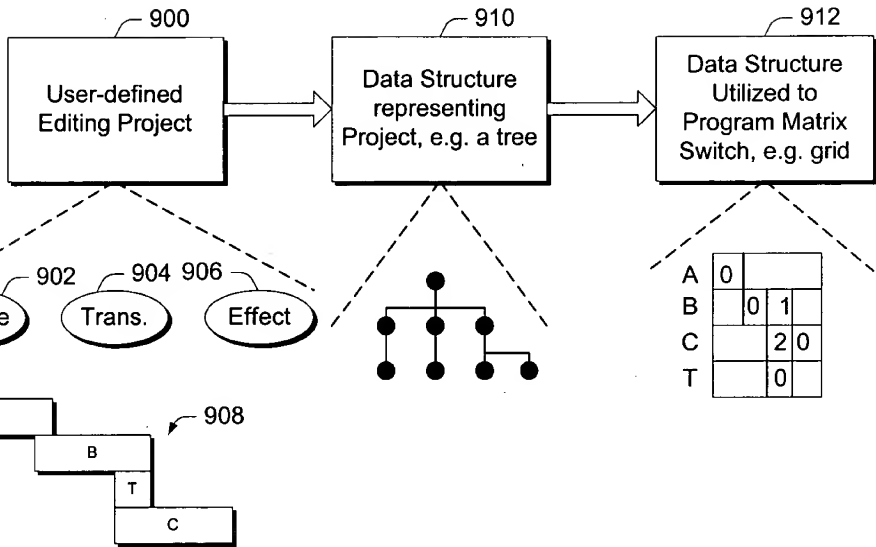 900
910
912
User-defined
Editing Project
Data Structure
representing
Project, e.g. a tree
Data Structure
Utilized to
Program Matrix
Switch, e.g. grid
902
904
906
e
Trans.
Effect
A 0
B 0 1
C 2 0
T 0
908
B
T
C